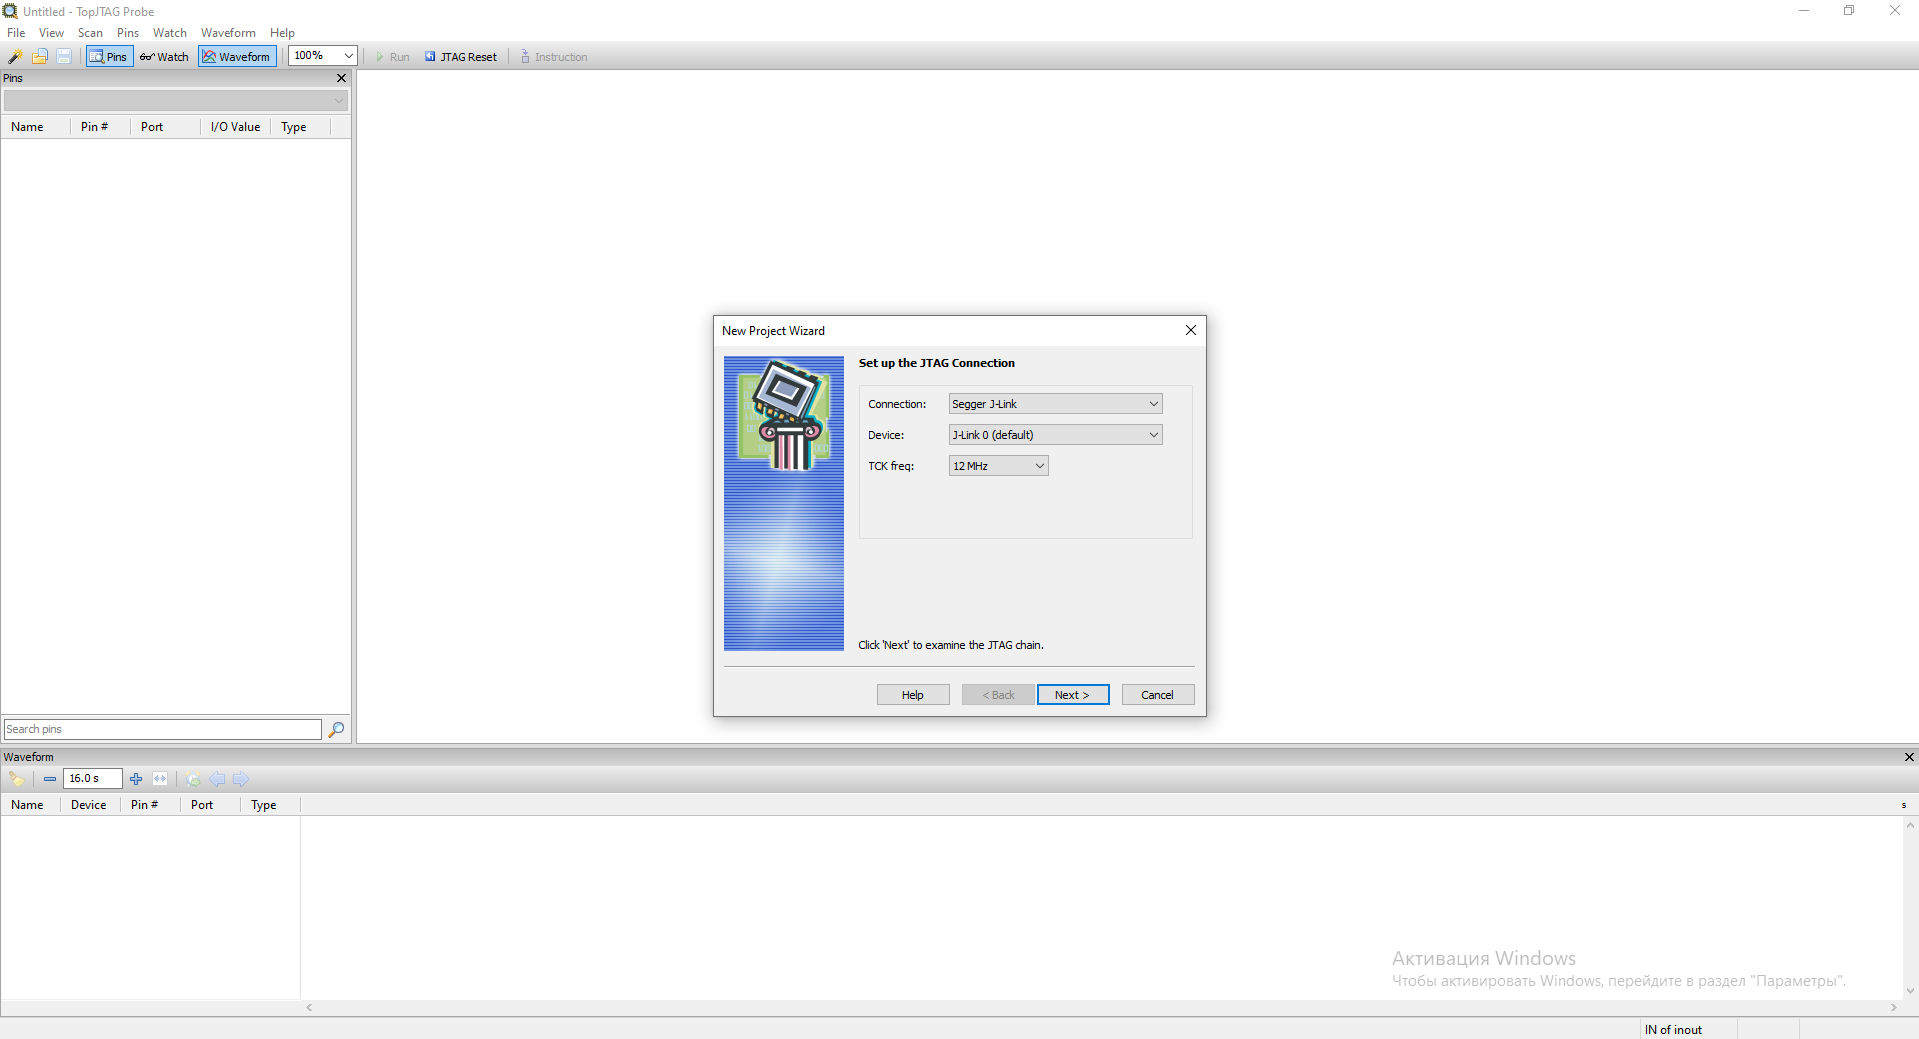 Untitled - TopJTAG Probe
File View Scan Pins Watch Waveform Help
Pins Watch Waveform 100% Run JTAG Reset Instruction
Pins
Name Pin # Port I/O Value Type
New Project Wizard
Set up the JTAG Connection
Connection: Segger J-Link
Device: J-Link 0 (default)
TCK freq: 12 MHz
Click 'Next' to examine the JTAG chain.
Help < Back Next > Cancel
Search pins
Waveform
16.0 s
Name Device Pin # Port Type s
Активация Windows
Чтобы активировать Windows, перейдите в раздел "Параметры".
IN of inout